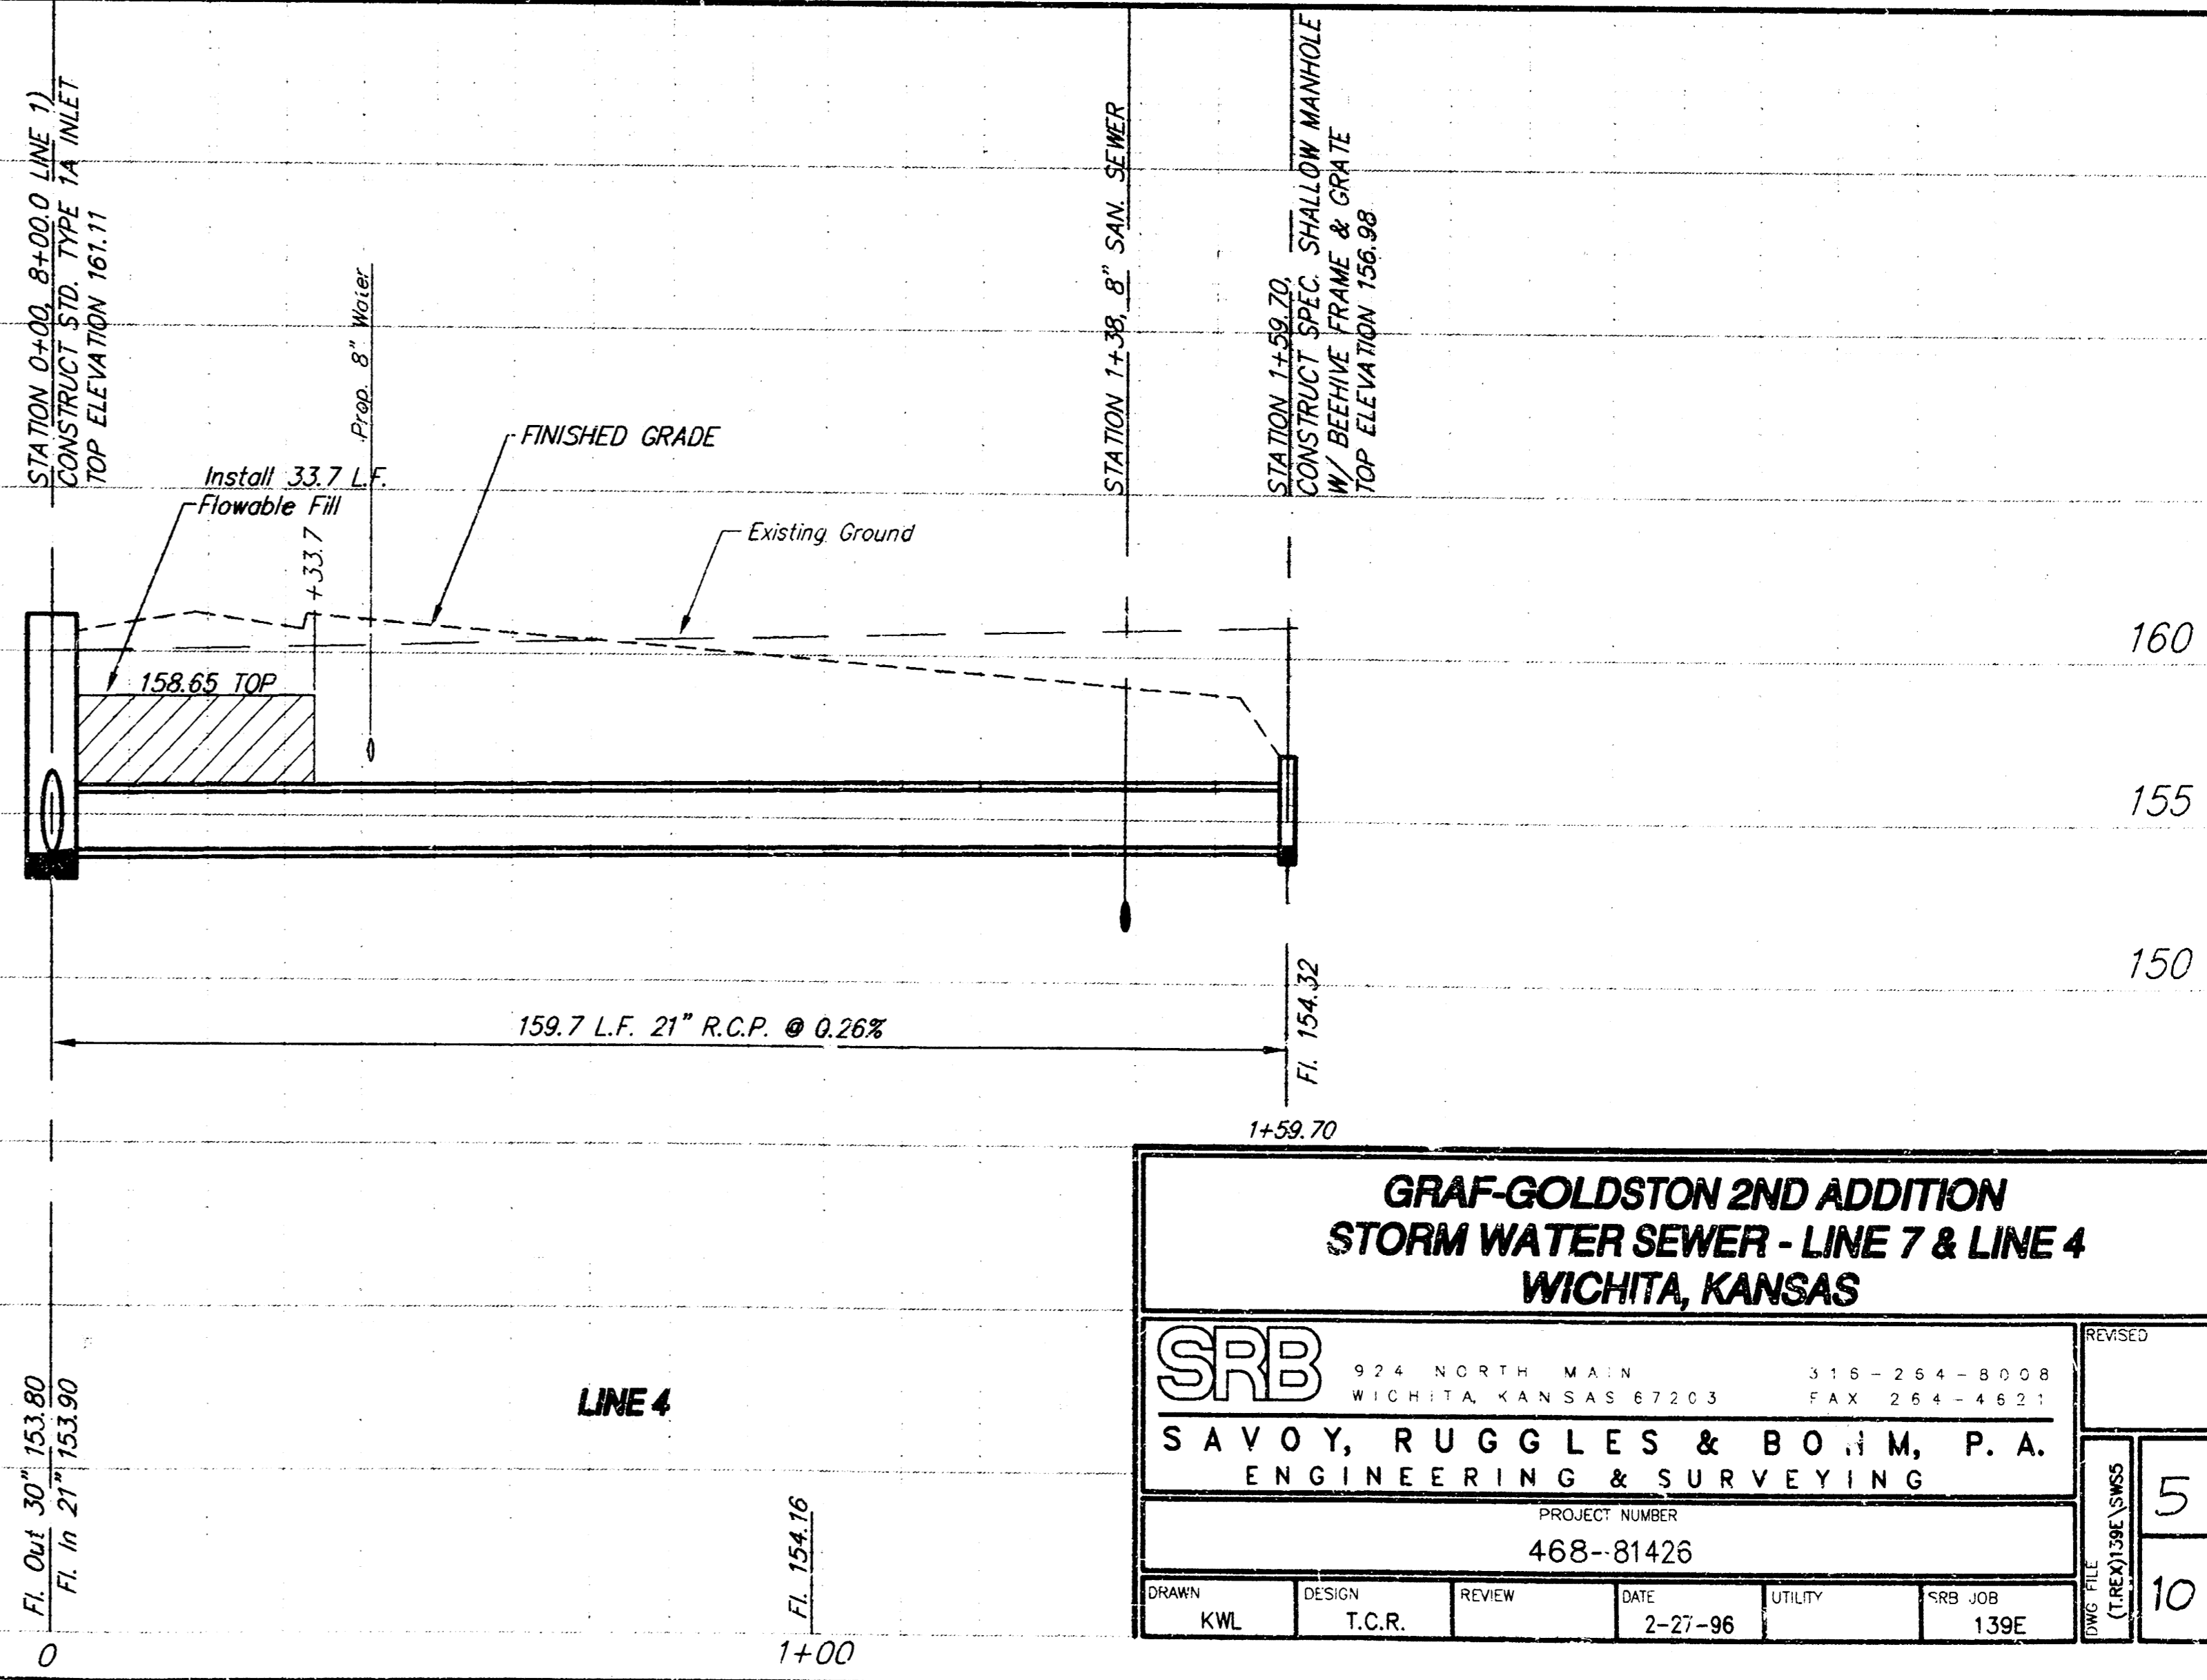 STATION 0+00, 8+00.0 LINE 1)
CONSTRUCT STD. TYPE 1A INLET
TOP ELEVATION 161.11
Prop. 8" Water
STATION 1+38, 8" SAN. SEWER
STATION 1+59.70,
CONSTRUCT SPEC. SHALLOW MANHOLE
W/ BEEHIVE FRAME & GRATE
TOP ELEVATION 156.98
FINISHED GRADE
Install 33.7 L.F.
Flowable Fill
+33.7
Existing Ground
158.65 TOP
160
155
150
159.7 L.F. 21" R.C.P. @ 0.26%
Fl. 154.32
1+59.70
Fl. Out 30" 153.80
Fl. In 21" 153.90
LINE 4
Fl. 154.16
0
1+00
GRAF-GOLDSTON 2ND ADDITION
STORM WATER SEWER - LINE 7 & LINE 4
WICHITA, KANSAS
SRB
924 NORTH MAIN 316-264-8008
WICHITA, KANSAS 67203 FAX 264-4621
SAVOY, RUGGLES & BOHM, P. A.
ENGINEERING & SURVEYING
PROJECT NUMBER
468-81426
DRAWN
KWL
DESIGN
T.C.R.
REVIEW
DATE
2-27-96
UTILITY
SRB JOB
139E
REVISED
DWG FILE
(T.REX)139E\SWS5
5
10